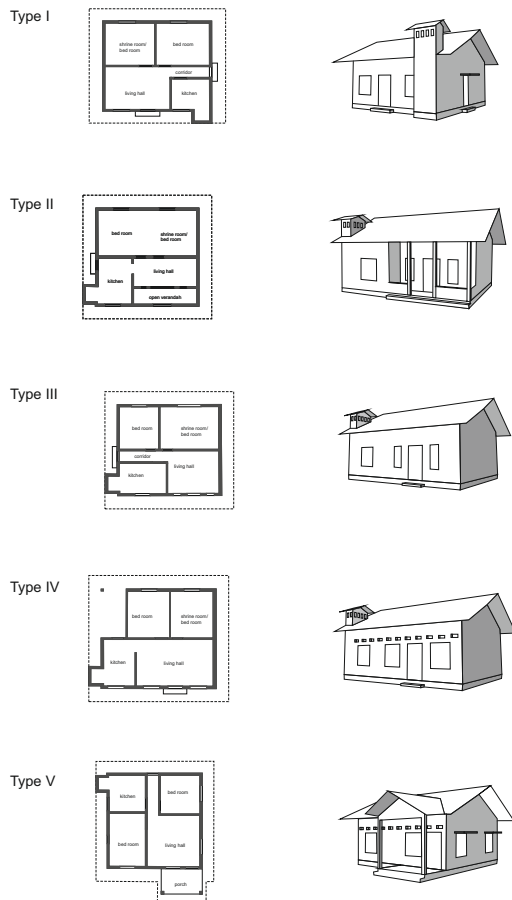 Type I
shrine room/
bed room
bed room
corridor
living hall
kitchen
Type II
bed room
shrine room/
bed room
living hall
kitchen
open verandah
Type III
bed room
shrine room/
bed room
corridor
living hall
kitchen
Type IV
bed room
shrine room/
bed room
kitchen
living hall
Type V
kitchen
bed room
bed room
living hall
porch